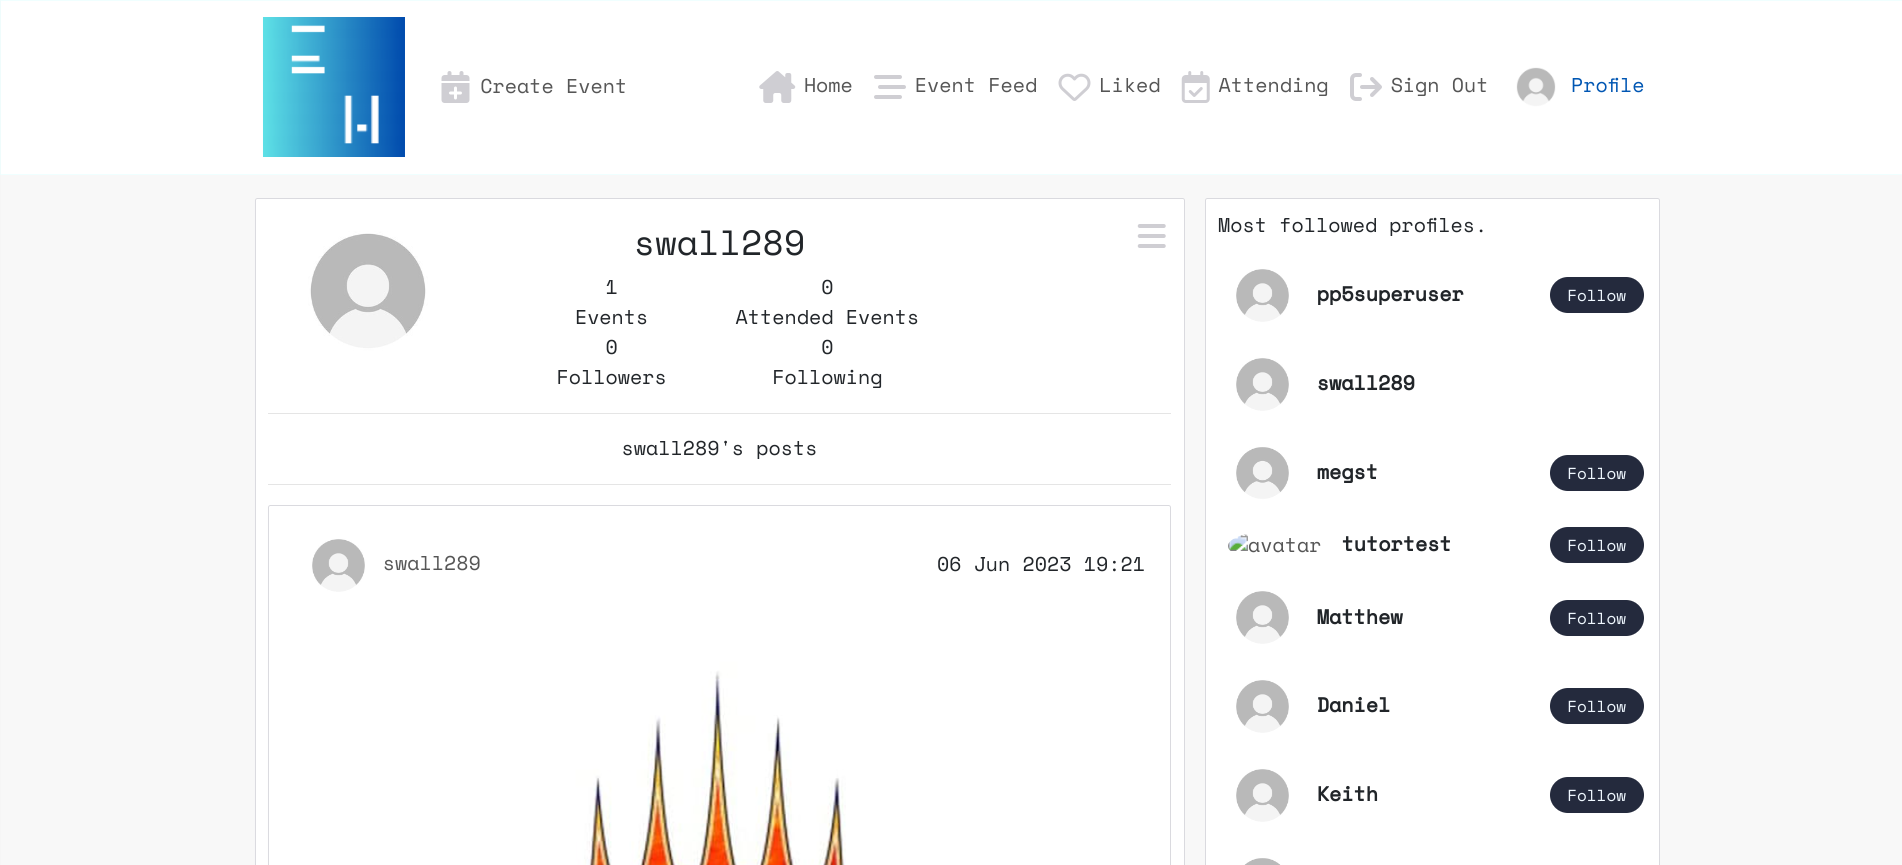 Create Event
Home
Event Feed
Liked
Attending
Sign Out
Profile
swall289
1
Events
0
Attended Events
0
Followers
0
Following
swall289's posts
swall289
06 Jun 2023 19:21
Most followed profiles.
pp5superuser
Follow
swall289
megst
Follow
avatar
tutortest
Follow
Matthew
Follow
Daniel
Follow
Keith
Follow